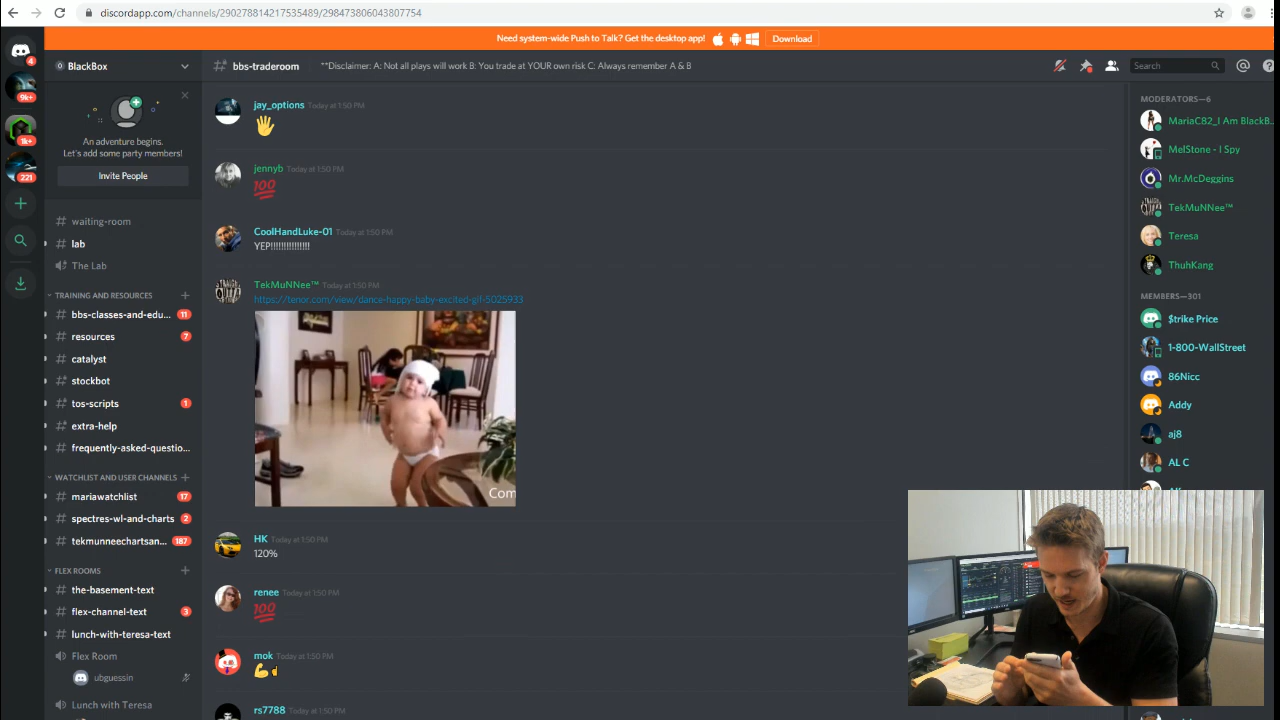 discordapp.com/channels/290278814217535489/298473806043807754
Need system-wide Push to Talk? Get the desktop app!
Download
4
9k+
1k+
221
BlackBox
An adventure begins.
Let's add some party members!
Invite People
# waiting-room
# lab
The Lab
TRAINING AND RESOURCES +
# bbs-classes-and-edu... 11
# resources 7
# catalyst
# stockbot
# tos-scripts 1
# extra-help
# frequently-asked-questio...
WATCHLIST AND USER CHANNELS +
# mariawatchlist 17
# spectres-wl-and-charts 2
# tekmunneechartsan... 187
FLEX ROOMS +
# the-basement-text
# flex-channel-text 3
# lunch-with-teresa-text
Flex Room
ubguessin
Lunch with Teresa
# bbs-traderoom
**Disclaimer: A: Not all plays will work B: You trade at YOUR own risk C: Always remember A & B
Search
jay_options Today at 1:50 PM
jennyb Today at 1:50 PM
💯
CoolHandLuke-01 Today at 1:50 PM
YEP!!!!!!!!!!!!!!!
TekMuNNee™ Today at 1:50 PM
https://tenor.com/view/dance-happy-baby-excited-gif-5025933
Com
HK Today at 1:50 PM
120%
renee Today at 1:50 PM
💯
mok Today at 1:50 PM
rs7788 Today at 1:50 PM
MODERATORS—6
MariaC82_I Am BlackB...
MelStone - I Spy
Mr.McDeggins
TekMuNNee™
Teresa
ThuhKang
MEMBERS—301
$trike Price
1-800-WallStreet
86Nicc
Addy
aj8
AL C